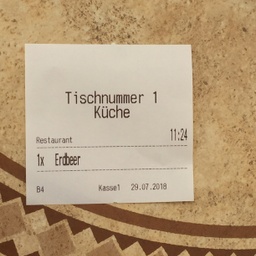 Tischnummer 1
Küche
Restaurant 11:24
1x Erdbeer
B4 Kasse1 29.07.2018